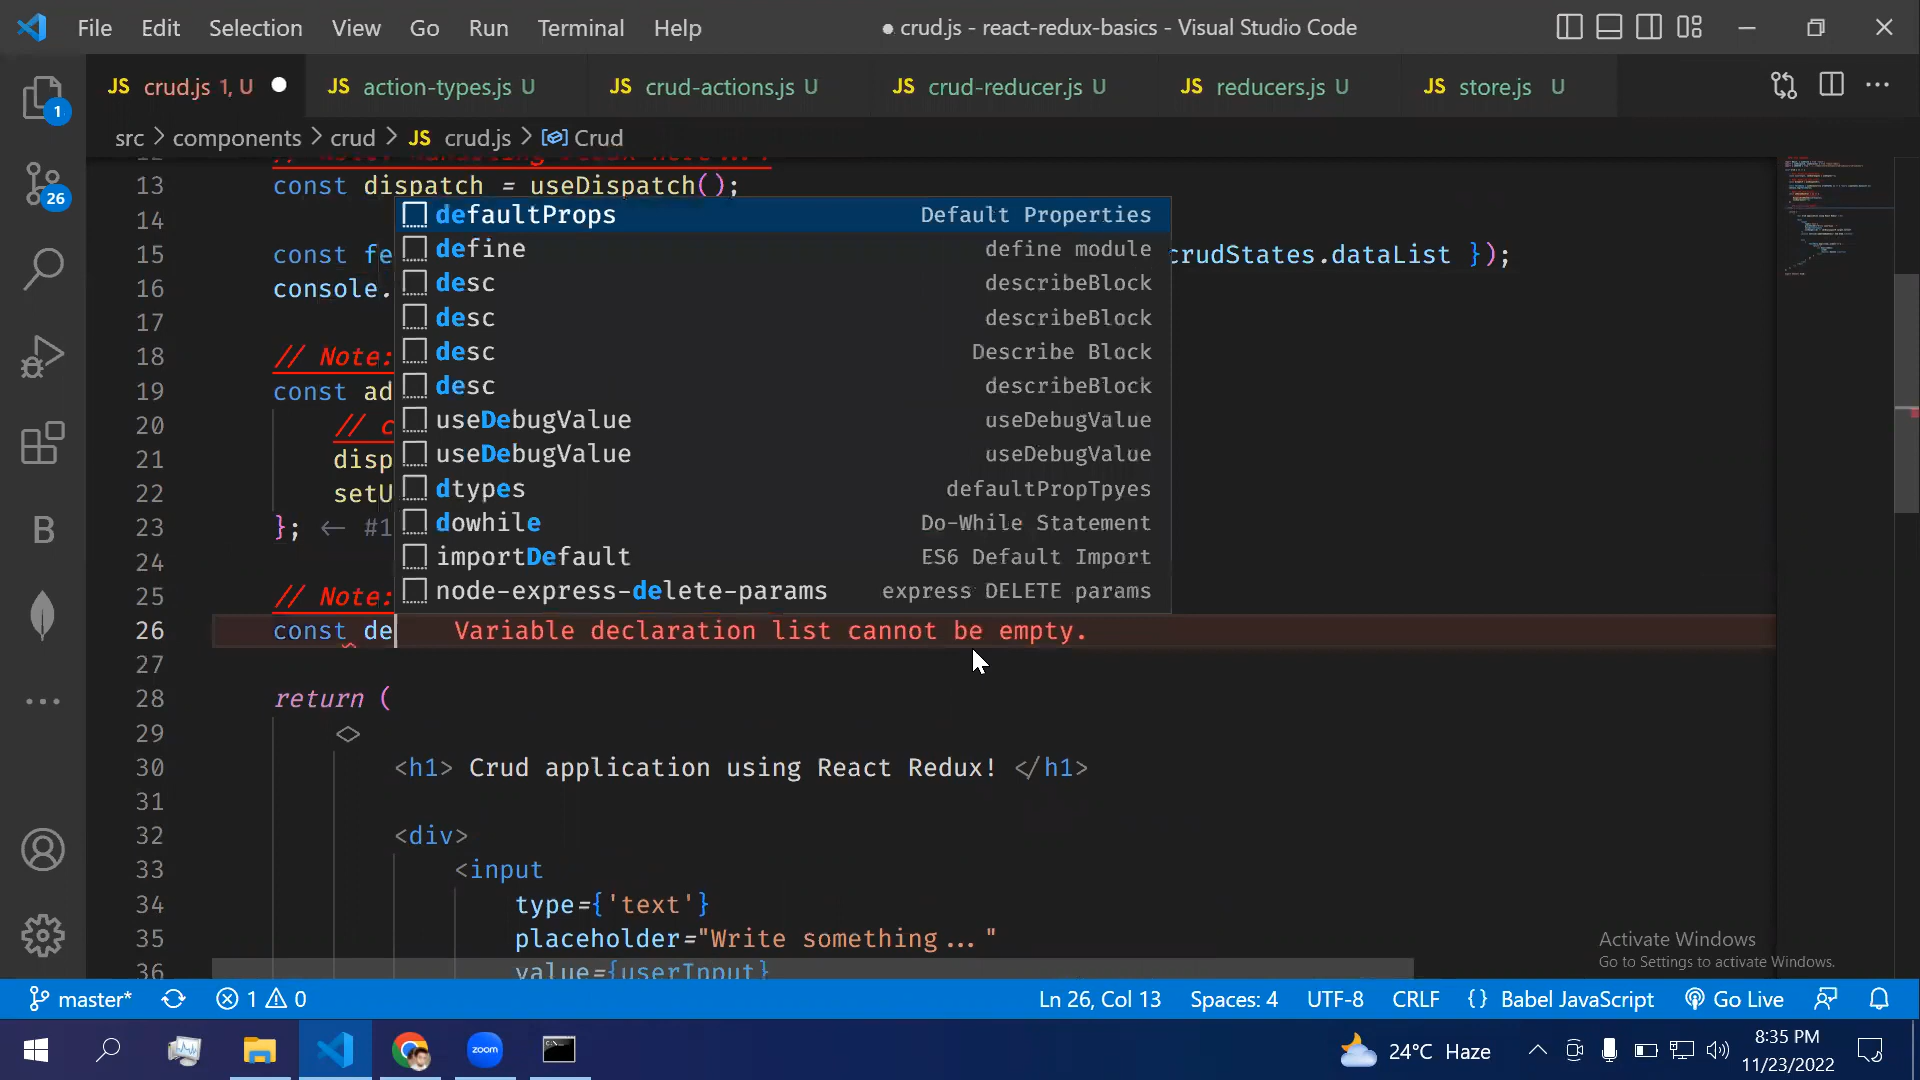 File Edit Selection View Go Run Terminal Help ● crud.js - react-redux-basics - Visual Studio Code
JS crud.js 1, U ● JS action-types.js U JS crud-actions.js U JS crud-reducer.js U JS reducers.js U JS store.js U
src > components > crud > JS crud.js > Crud
13 const dispatch = useDispatch();
14
15 const fe crudStates.dataList });
16 console.
17
18 // Note:
19 const ad
20 // c
21 disp
22 setU
23 }; ← #1
24
25 // Note:
26 const de Variable declaration list cannot be empty.
defaultProps Default Properties
define define module
desc describeBlock
desc describeBlock
desc Describe Block
desc describeBlock
useDebugValue useDebugValue
useDebugValue useDebugValue
dtypes defaultPropTpyes
dowhile Do-While Statement
importDefault ES6 Default Import
node-express-delete-params express DELETE params
27
28 return (
29 <>
30 <h1> Crud application using React Redux! </h1>
31
32 <div>
33 <input
34 type={'text'}
35 placeholder="Write something..."
36 value={userInput}
1
26
B
Activate Windows
Go to Settings to activate Windows.
master* 1 0 Ln 26, Col 13 Spaces: 4 UTF-8 CRLF {} Babel JavaScript Go Live
zoom 24°C Haze 8:35 PM
11/23/2022